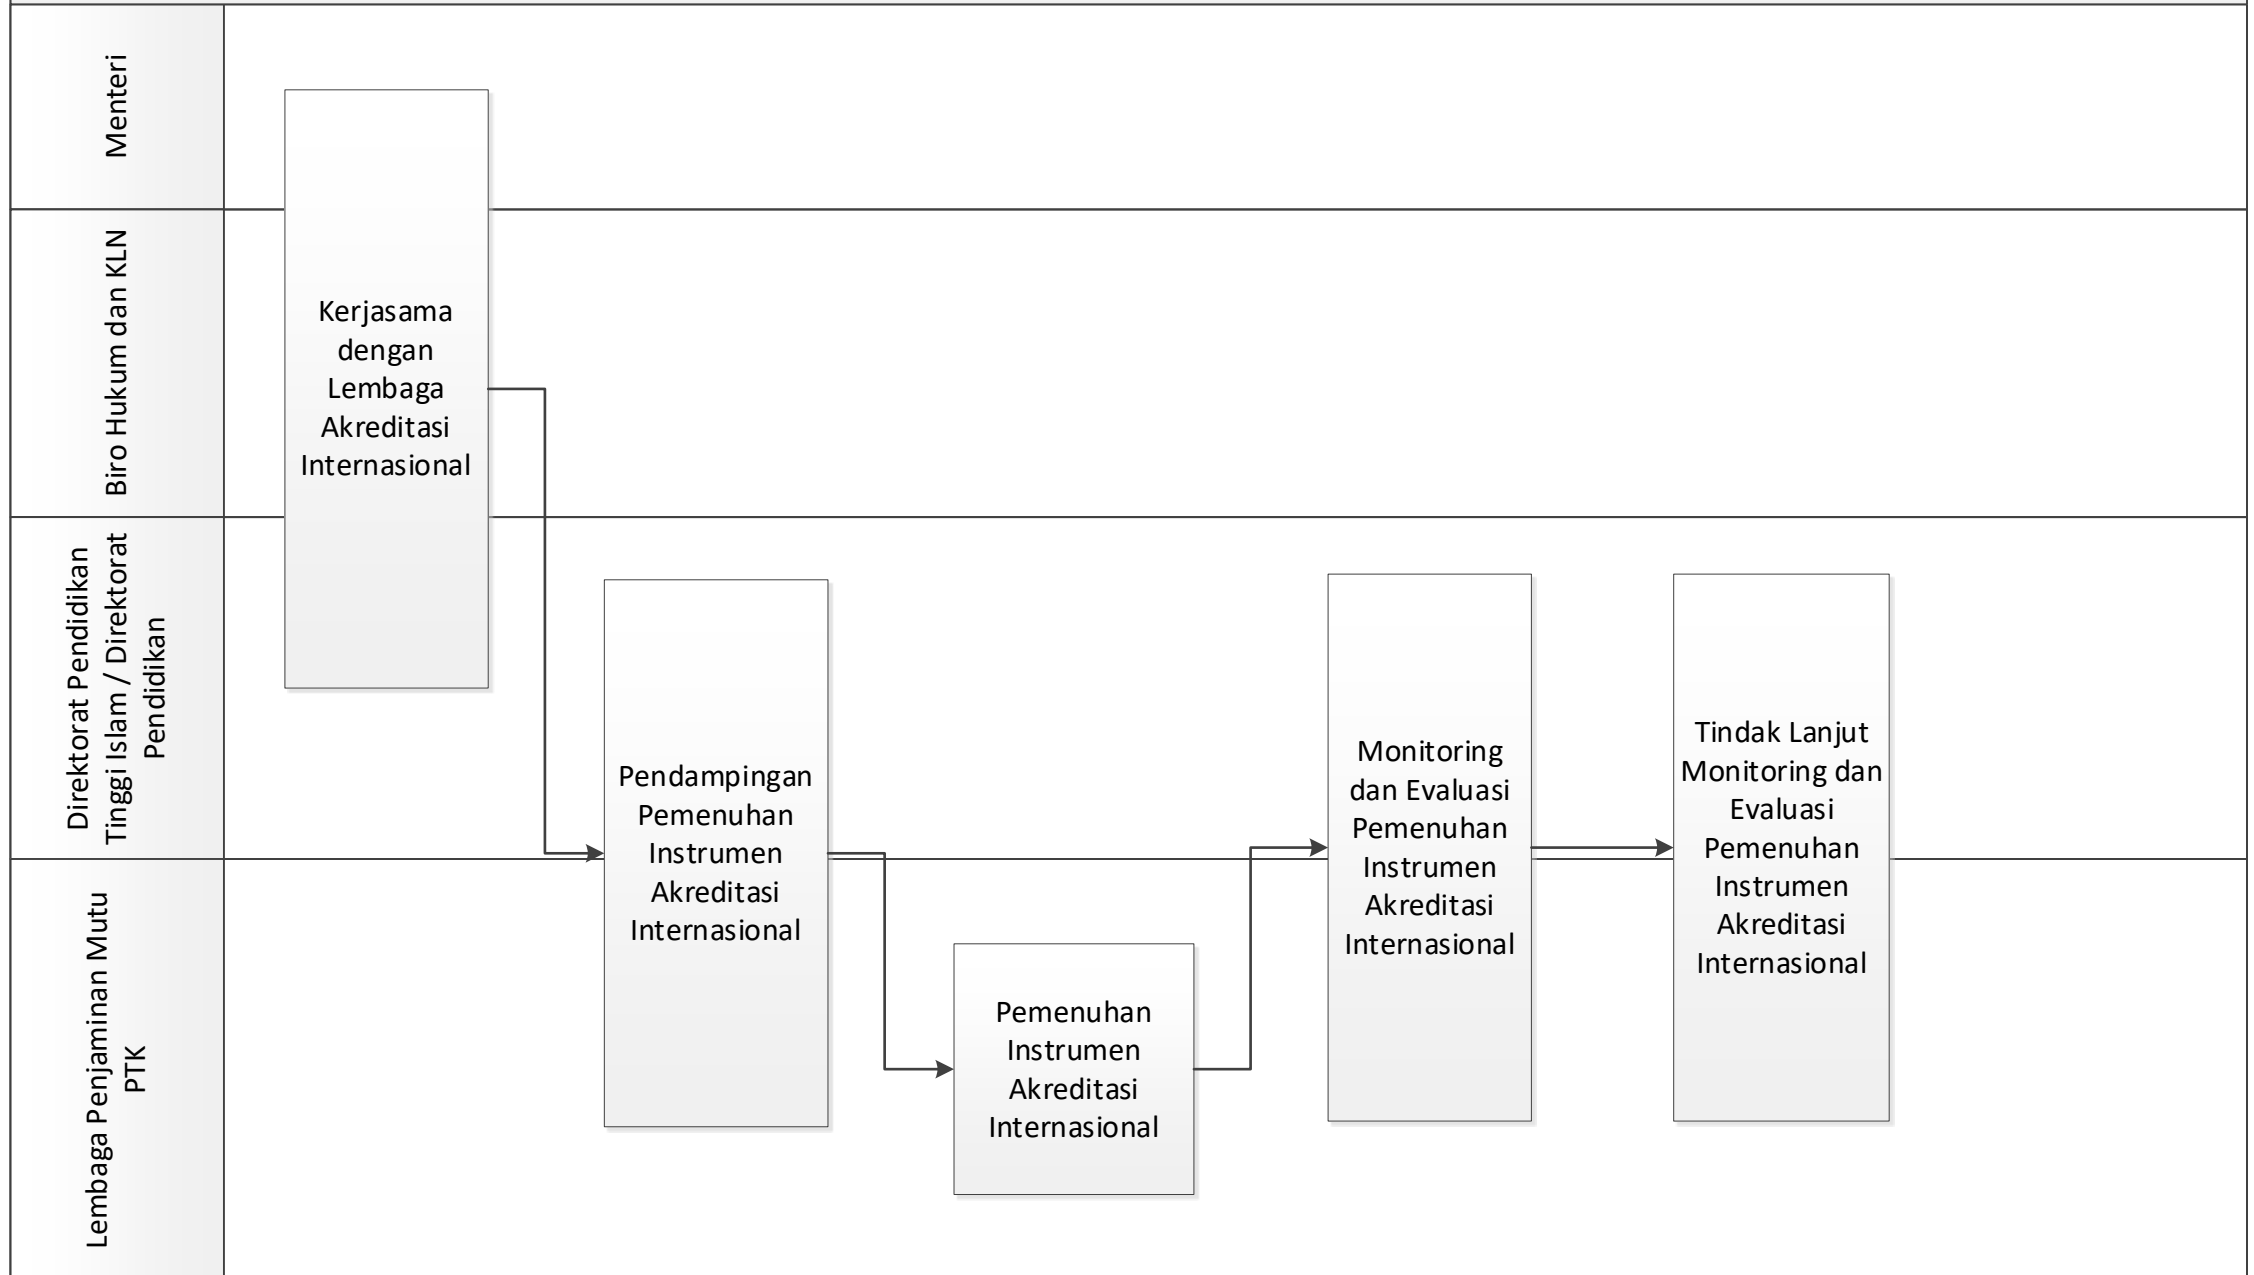 Menteri
Biro Hukum dan KLN
Direktorat Pendidikan
Tinggi Islam / Direktorat
Pendidikan
Lembaga Penjaminan Mutu
PTK
Kerjasama
dengan
Lembaga
Akreditasi
Internasional
Pendampingan
Pemenuhan
Instrumen
Akreditasi
Internasional
Pemenuhan
Instrumen
Akreditasi
Internasional
Monitoring
dan Evaluasi
Pemenuhan
Instrumen
Akreditasi
Internasional
Tindak Lanjut
Monitoring dan
Evaluasi
Pemenuhan
Instrumen
Akreditasi
Internasional